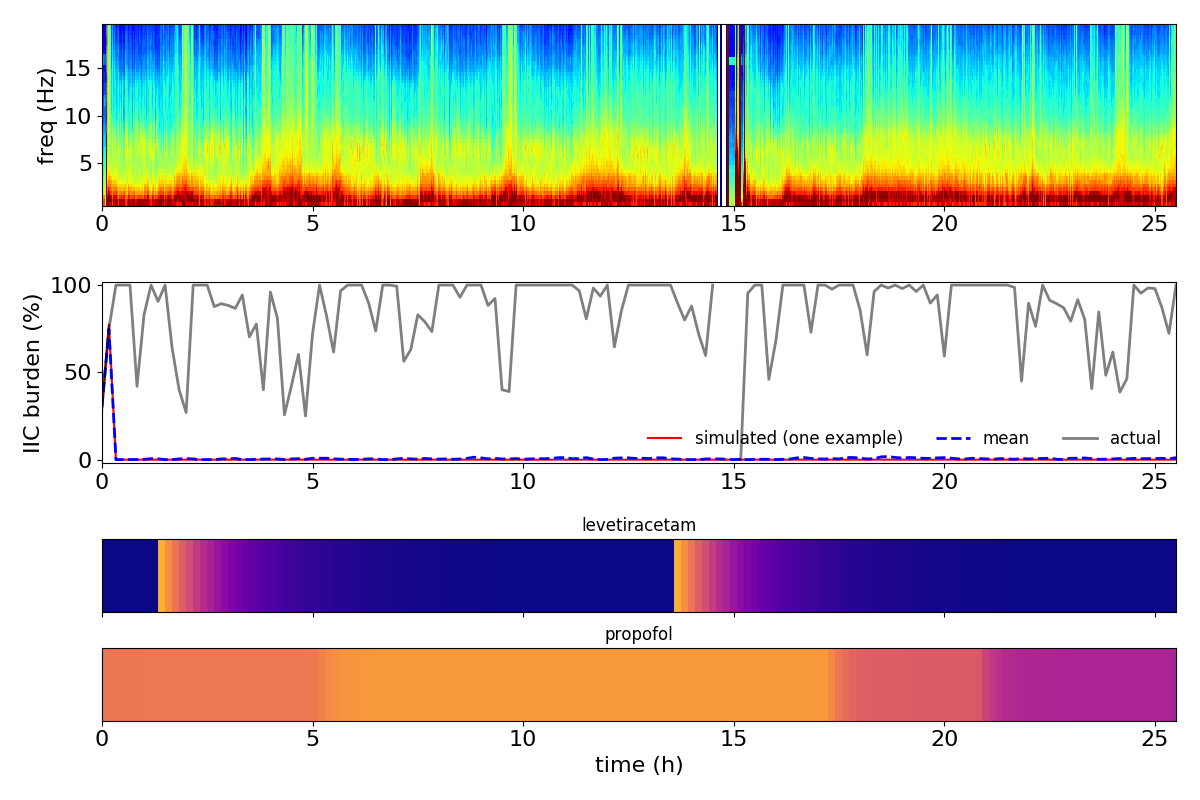 freq (Hz)
15
10
5
0 5 10 15 20 25
IIC burden (%)
100
50
0
simulated (one example) mean actual
0 5 10 15 20 25
levetiracetam
propofol
0 5 10 15 20 25
time (h)